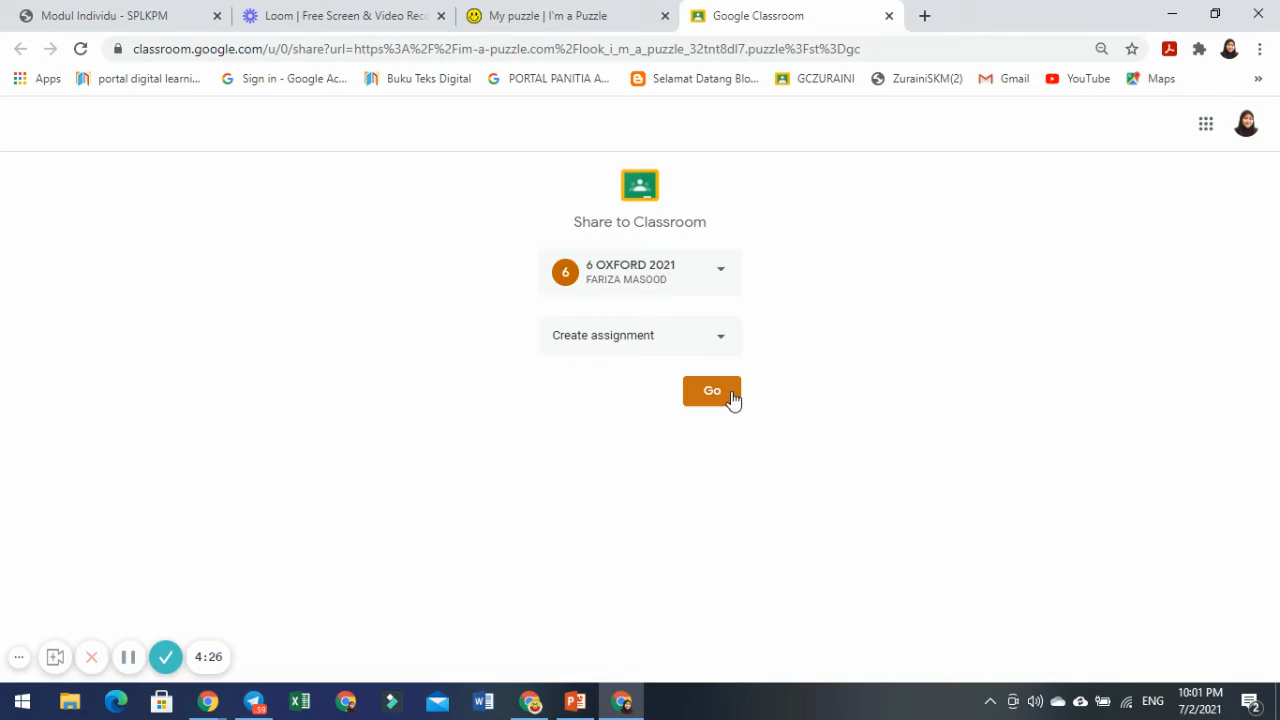 Modul Individu - SPLKPM
Loom | Free Screen & Video Rec
My puzzle | I'm a Puzzle
Google Classroom
classroom.google.com/u/0/share?url=https%3A%2F%2Fim-a-puzzle.com%2Flook_i_m_a_puzzle_32tnt8dl7.puzzle%3Fst%3Dgc
Apps
portal digital learni...
Sign in - Google Ac...
Buku Teks Digital
PORTAL PANITIA A...
Selamat Datang Blo...
GCZURAINI
ZurainiSKM(2)
Gmail
YouTube
Maps
»
Share to Classroom
6
6 OXFORD 2021
FARIZA MASOOD
Create assignment
Go
4:26
59
ENG
10:01 PM
7/2/2021
2